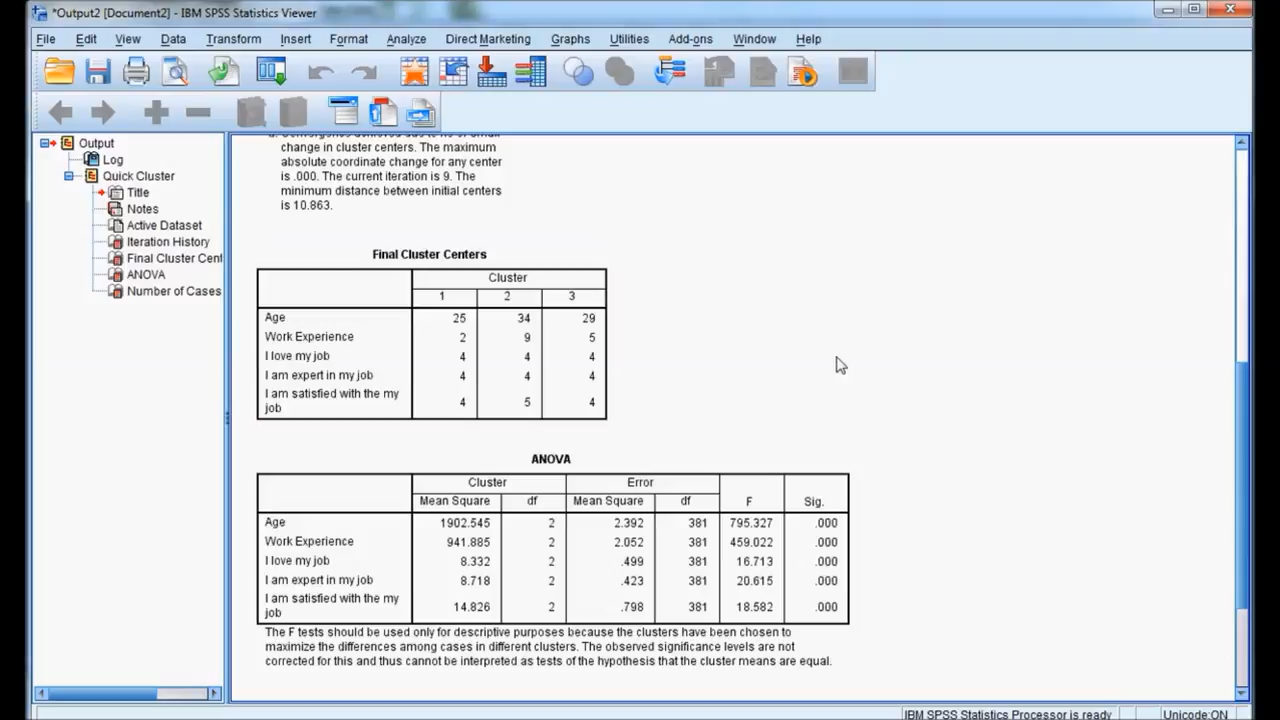 *Output2 [Document2] - IBM SPSS Statistics Viewer
File Edit View Data Transform Insert Format Analyze Direct Marketing Graphs Utilities Add-ons Window Help
Output
Log
Quick Cluster
Title
Notes
Active Dataset
Iteration History
Final Cluster Cent
ANOVA
Number of Cases
change in cluster centers. The maximum
absolute coordinate change for any center
is .000. The current iteration is 9. The
minimum distance between initial centers
is 10.863.
Final Cluster Centers
Cluster
1 2 3
Age 25 34 29
Work Experience 2 9 5
I love my job 4 4 4
I am expert in my job 4 4 4
I am satisfied with the my
job 4 5 4
ANOVA
Cluster Error
Mean Square df Mean Square df F Sig.
Age 1902.545 2 2.392 381 795.327 .000
Work Experience 941.885 2 2.052 381 459.022 .000
I love my job 8.332 2 .499 381 16.713 .000
I am expert in my job 8.718 2 .423 381 20.615 .000
I am satisfied with the my
job 14.826 2 .798 381 18.582 .000
The F tests should be used only for descriptive purposes because the clusters have been chosen to
maximize the differences among cases in different clusters. The observed significance levels are not
corrected for this and thus cannot be interpreted as tests of the hypothesis that the cluster means are equal.
IBM SPSS Statistics Processor is ready Unicode:ON